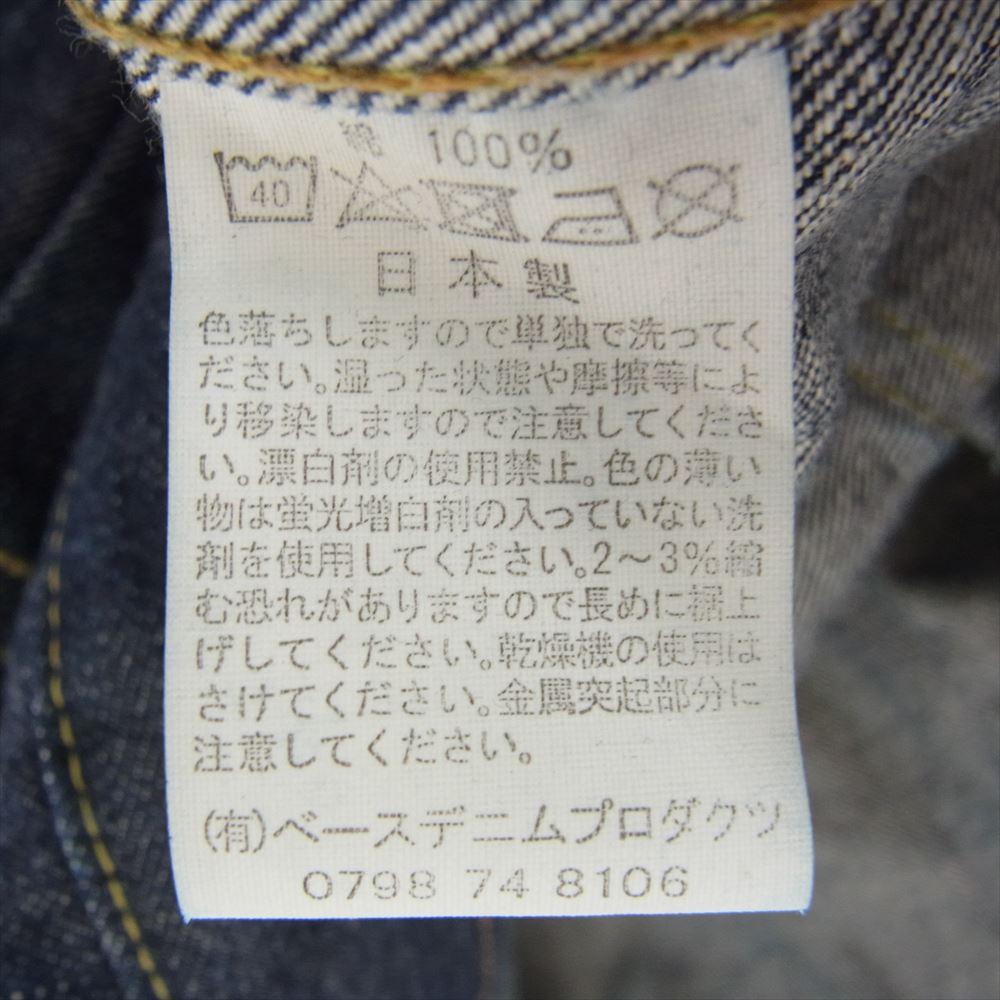 綿 100%
40
日本製
色落ちしますので単独で洗ってく
ださい。湿った状態や摩擦等によ
り移染しますので注意してくださ
い。漂白剤の使用禁止。色の薄い
物は蛍光増白剤の入っていない洗
剤を使用してください。2～3%縮
む恐れがありますので長めに裾上
げしてください。乾燥機の使用は
さけてください。金属突起部分に
注意してください。
(有)ベースデニムプロダクツ
0798 74 8106